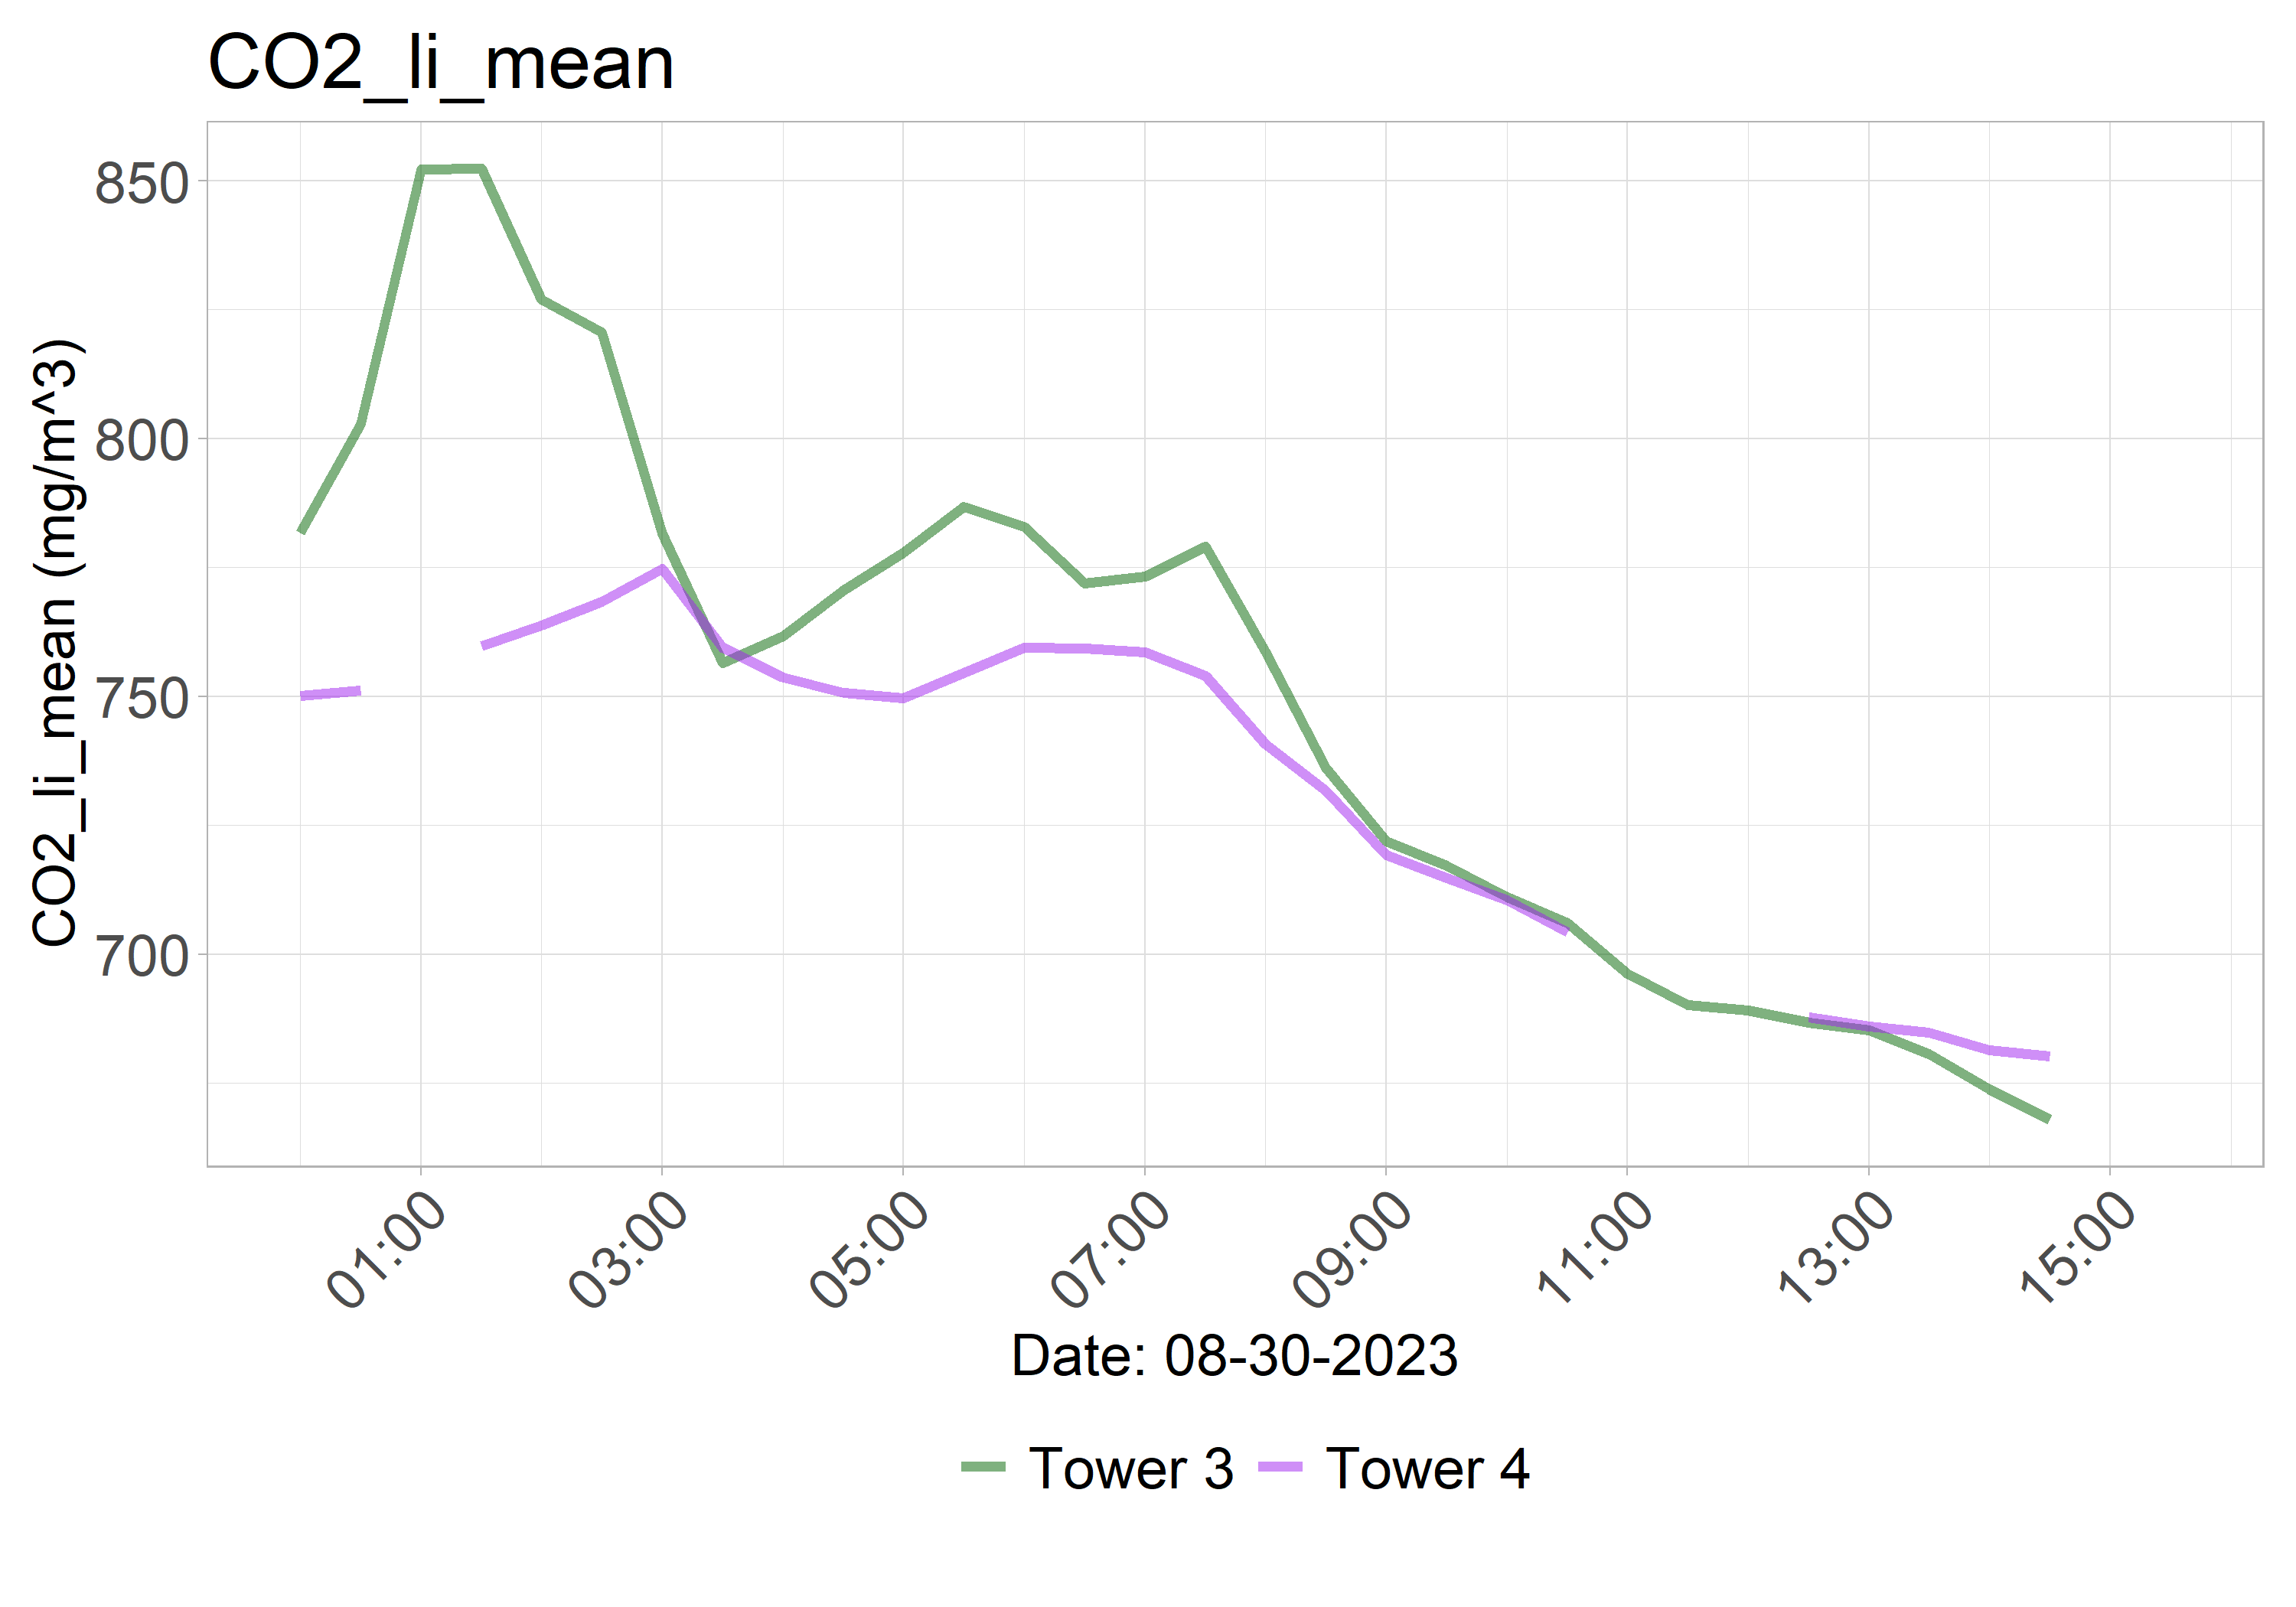 CO2_li_mean
CO2_li_mean (mg/m^3)
850
800
750
700
01:00 03:00 05:00 07:00 09:00 11:00 13:00 15:00
Date: 08-30-2023
Tower 3 Tower 4